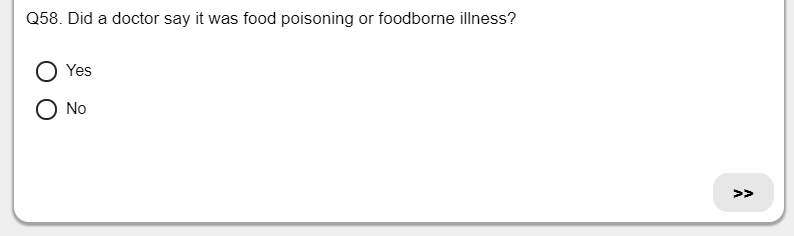 Q58. Did a doctor say it was food poisoning or foodborne illness?
Yes
No
>>